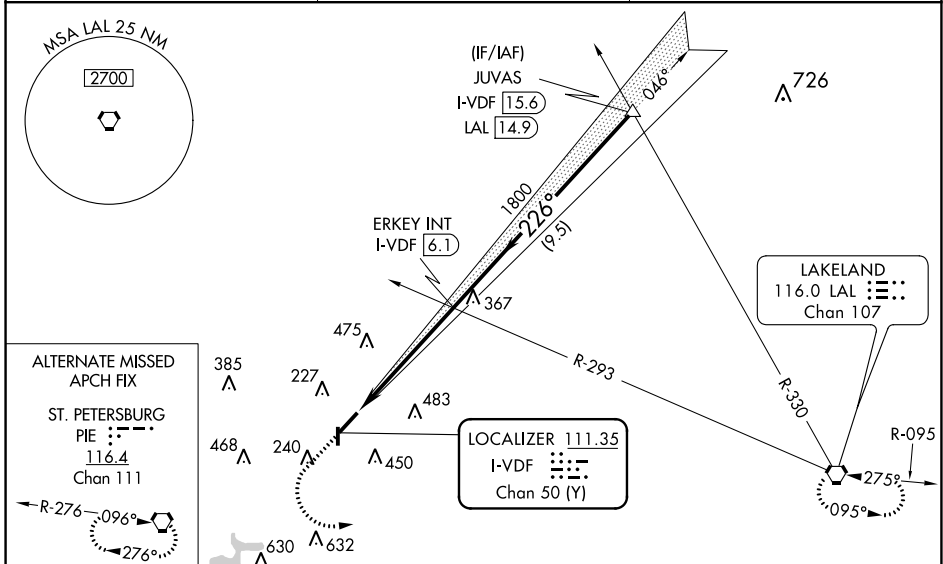 MSA LAL 25 NM
2700
(IF/IAF)
JUVAS
I-VDF 15.6
LAL 14.9
046°
726
1800
226°
(9.5)
ERKEY INT
I-VDF 6.1
367
LAKELAND
116.0 LAL
Chan 107
475
R-293
R-330
ALTERNATE MISSED
APCH FIX
ST. PETERSBURG
PIE
116.4
Chan 111
R-276
096°
276°
385
227
483
468
240
450
LOCALIZER 111.35
I-VDF
Chan 50 (Y)
R-095
275°
095°
630
632